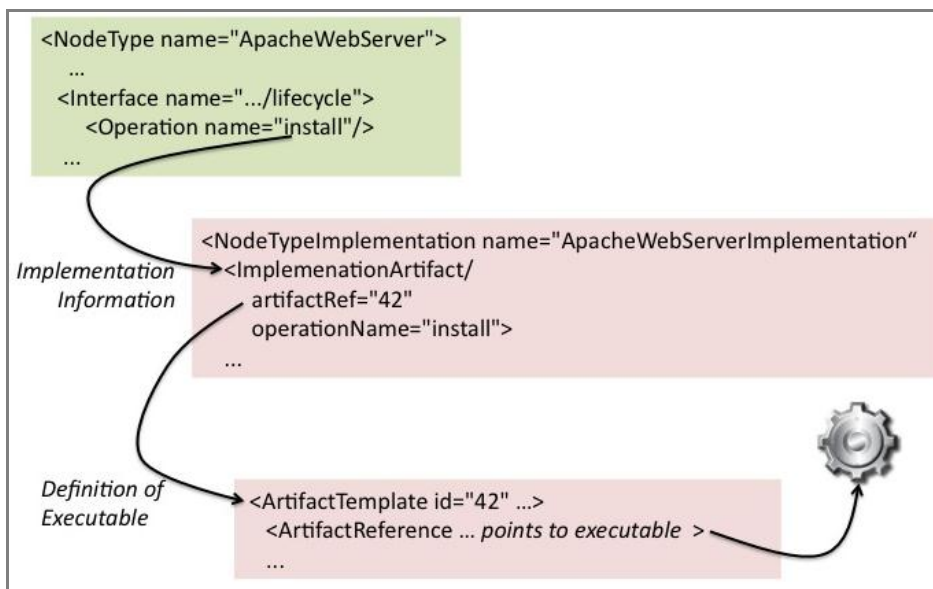 <NodeType name="ApacheWebServer">
...
<Interface name=".../lifecycle">
<Operation name="install"/>
...
<NodeTypeImplementation name="ApacheWebServerImplementation“
Implementation
Information
<ImplemenationArtifact/
artifactRef="42"
operationName="install">
...
Definition of
Executable
<ArtifactTemplate id="42" ...>
<ArtifactReference ... points to executable >
...